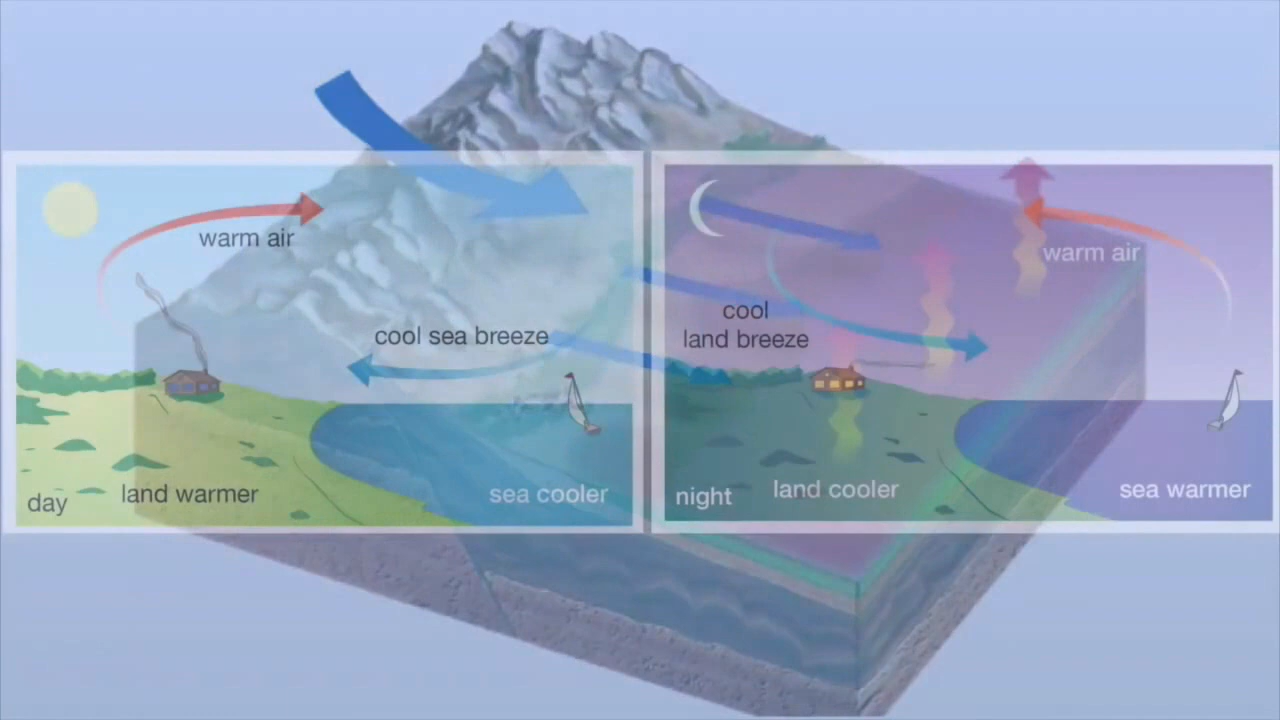 warm air
cool sea breeze
day
land warmer
sea cooler
warm air
cool
land breeze
night
land cooler
sea warmer